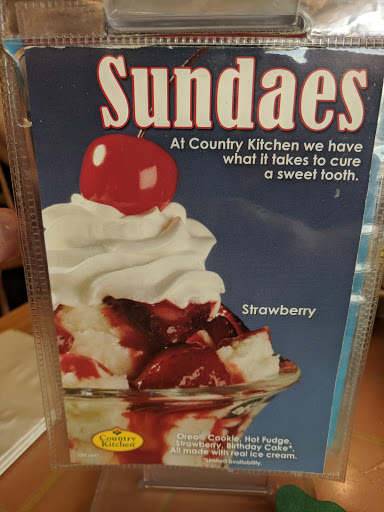 Sundaes
At Country Kitchen we have
what it takes to cure
a sweet tooth.
Strawberry
Country
Kitchen
Oreo® Cookie, Hot Fudge,
Strawberry, Birthday Cake*.
All made with real ice cream.
*Limited availability.